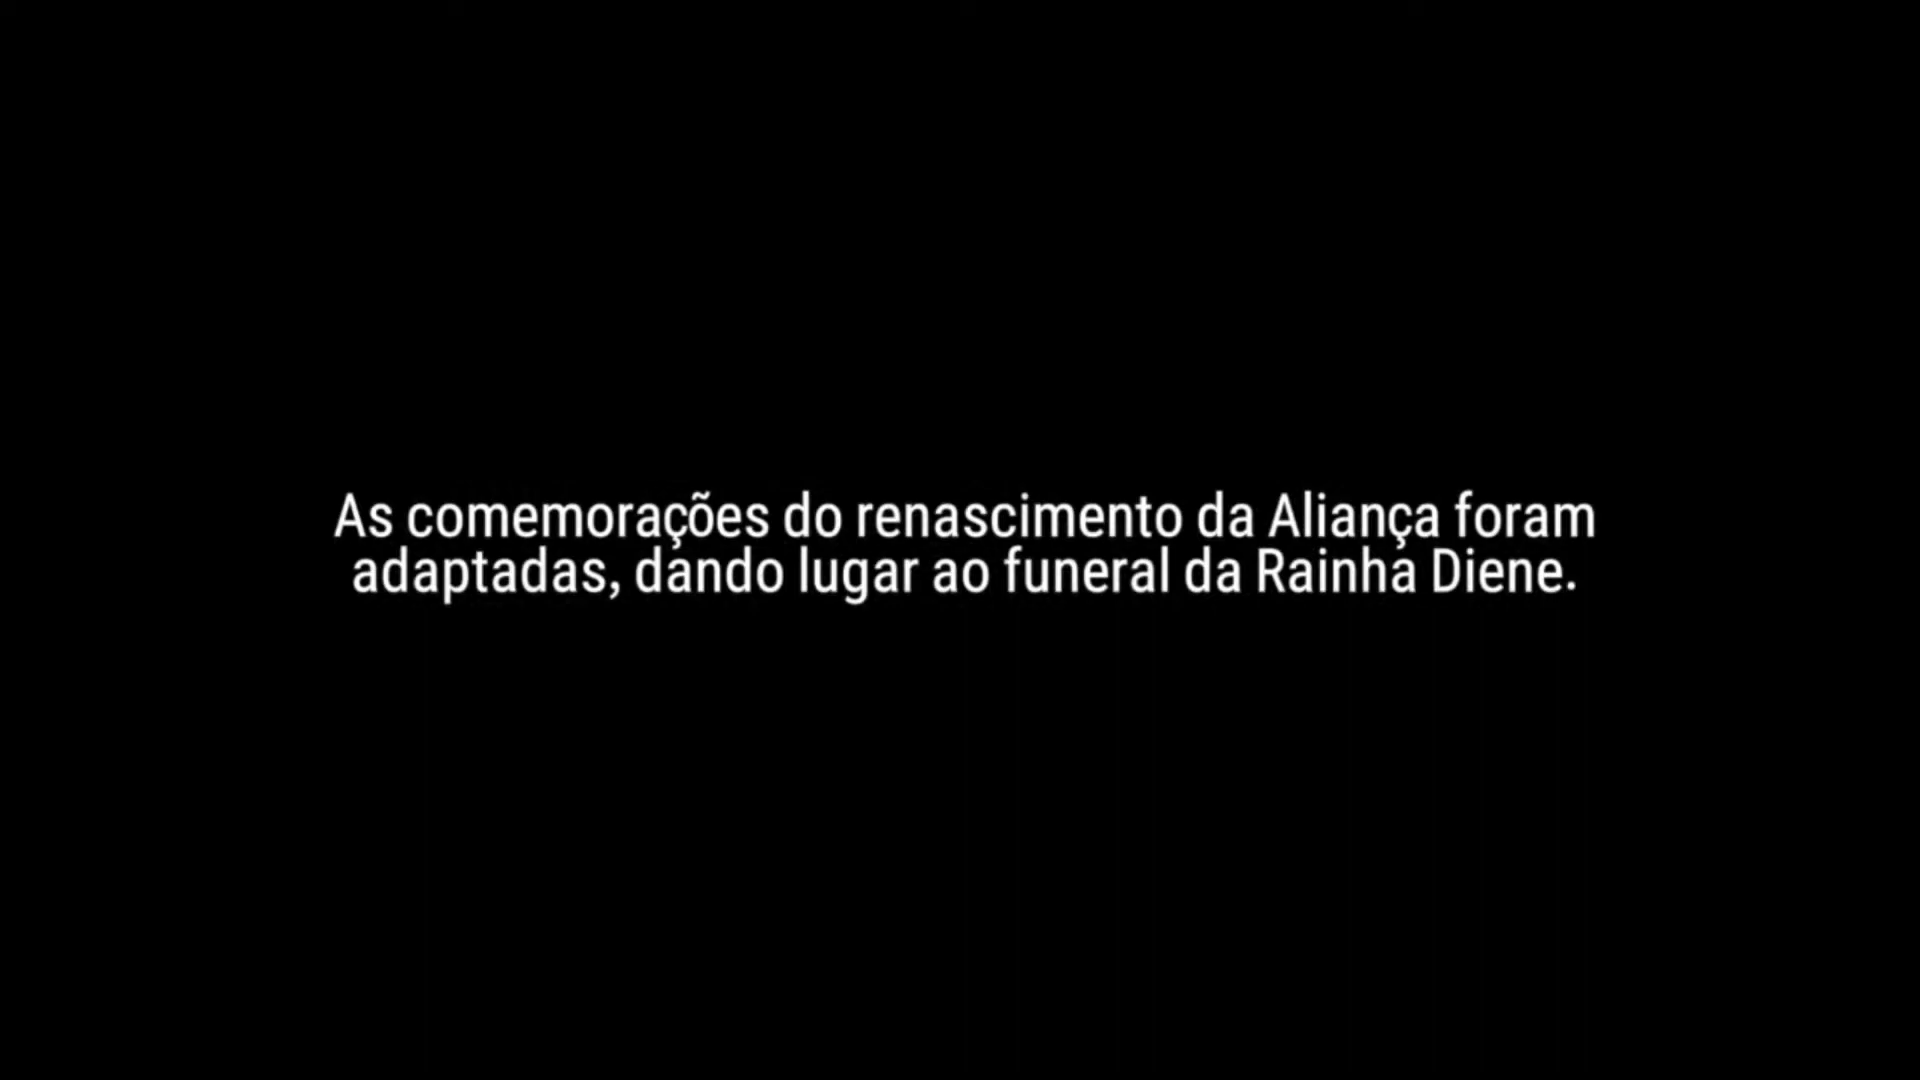 As comemorações do renascimento da Aliança foram
adaptadas, dando lugar ao funeral da Rainha Diene.